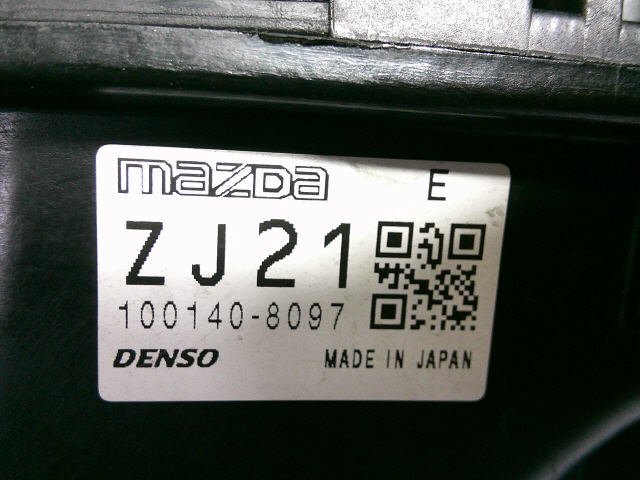 mazda E
ZJ21
100140-8097
DENSO MADE IN JAPAN